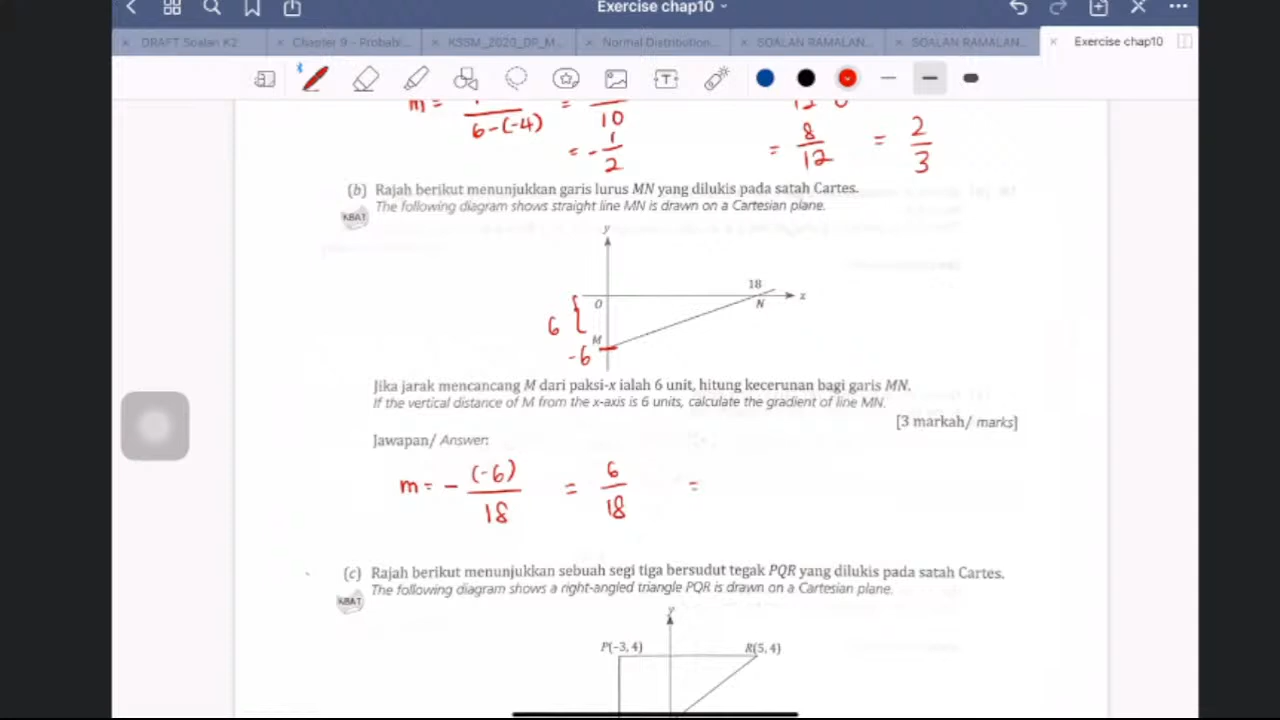 Exercise chap10
DRAFT Soalan K2
Chapter 9 - Probabi...
KSSM_2020_DP_M...
Normal Distribution...
SOALAN RAMALAN...
SOALAN RAMALAN...
Exercise chap10
m =
6-(-4)
=
10
= - 1/2
12
= 8/12 = 2/3
(b) Rajah berikut menunjukkan garis lurus MN yang dilukis pada satah Cartes.
KBAT
The following diagram shows straight line MN is drawn on a Cartesian plane.
y
18
O
N
x
6
M
-6
Jika jarak mencancang M dari paksi-x ialah 6 unit, hitung kecerunan bagi garis MN.
If the vertical distance of M from the x-axis is 6 units, calculate the gradient of line MN.
[3 markah/ marks]
Jawapan/ Answer:
m = - (-6)/18 = 6/18 =
(c) Rajah berikut menunjukkan sebuah segi tiga bersudut tegak PQR yang dilukis pada satah Cartes.
The following diagram shows a right-angled triangle PQR is drawn on a Cartesian plane.
KBAT
y
P(-3, 4)
R(5, 4)